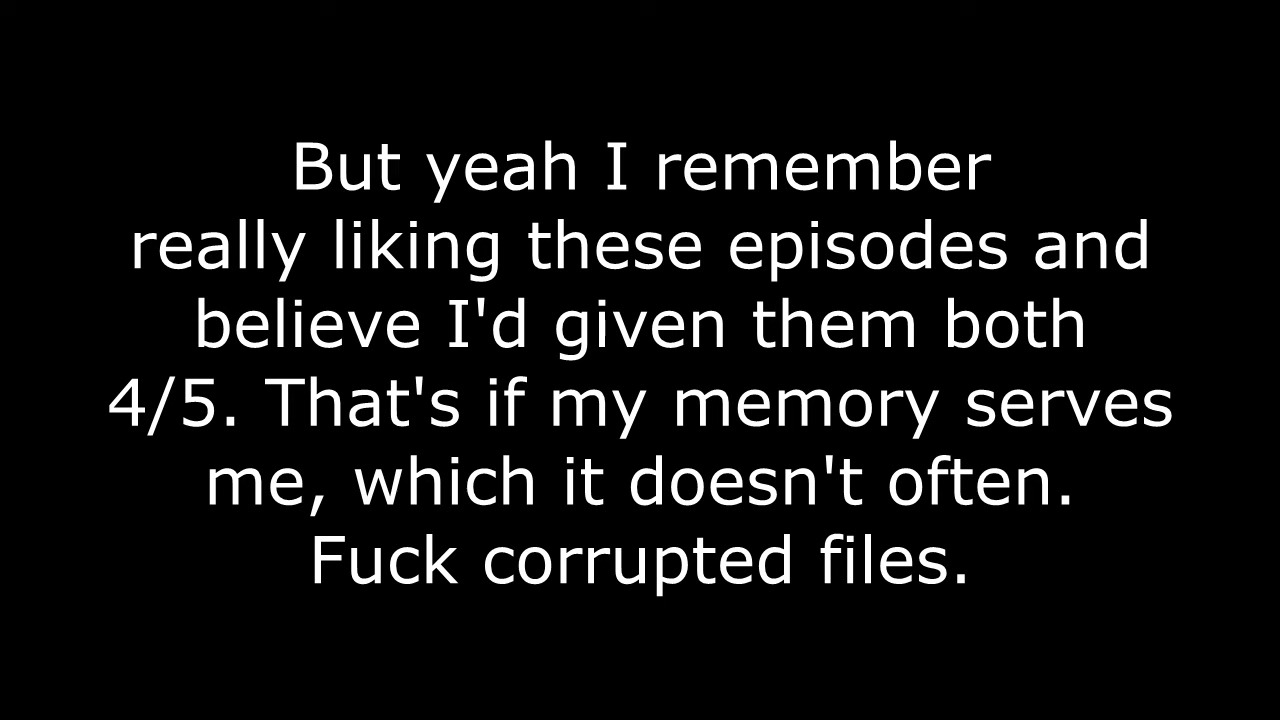 But yeah I remember
really liking these episodes and
believe I'd given them both
4/5. That's if my memory serves
me, which it doesn't often.
Fuck corrupted files.